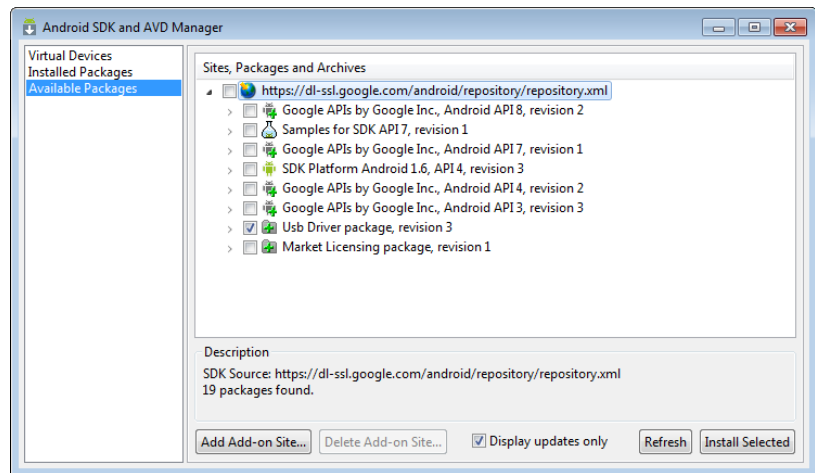 Android SDK and AVD Manager
Virtual Devices
Installed Packages
Available Packages
Sites, Packages and Archives
https://dl-ssl.google.com/android/repository/repository.xml
Google APIs by Google Inc., Android API 8, revision 2
Samples for SDK API 7, revision 1
Google APIs by Google Inc., Android API 7, revision 1
SDK Platform Android 1.6, API 4, revision 3
Google APIs by Google Inc., Android API 4, revision 2
Google APIs by Google Inc., Android API 3, revision 3
Usb Driver package, revision 3
Market Licensing package, revision 1
Description
SDK Source: https://dl-ssl.google.com/android/repository/repository.xml
19 packages found.
Add Add-on Site... Delete Add-on Site... Display updates only Refresh Install Selected